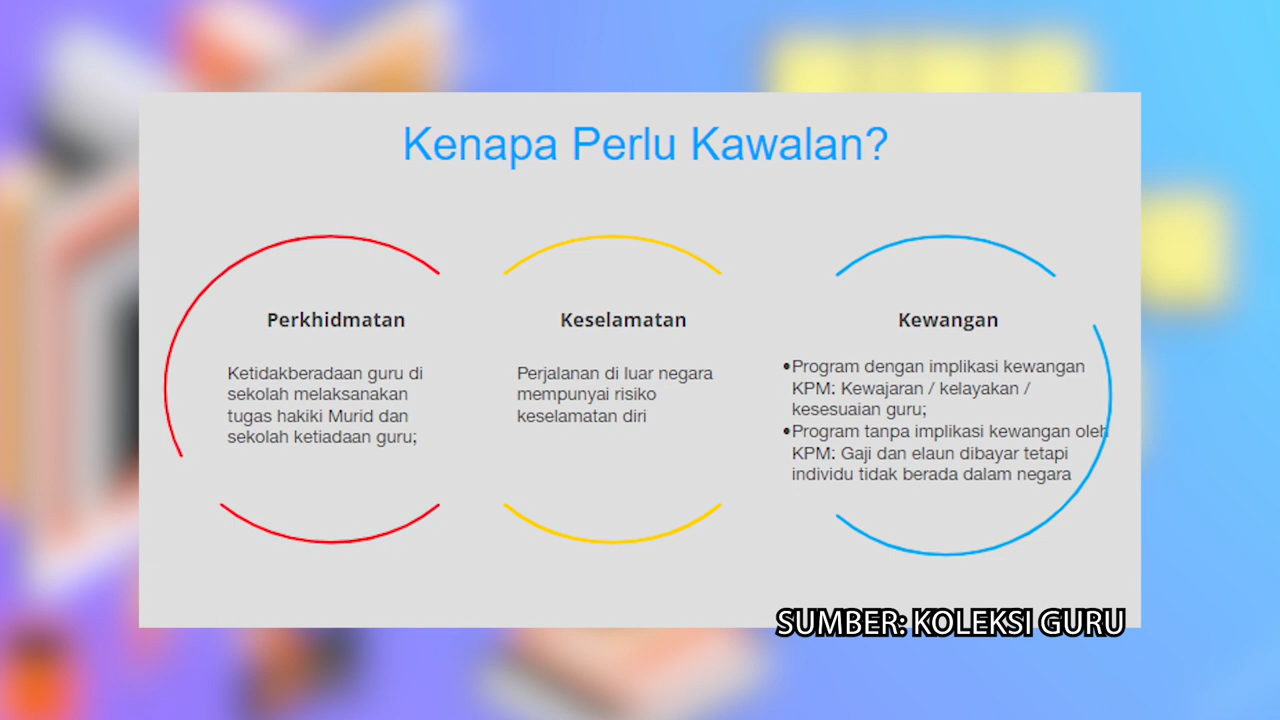 Kenapa Perlu Kawalan?
Perkhidmatan
Ketidakberadaan guru di
sekolah melaksanakan
tugas hakiki Murid dan
sekolah ketiadaan guru;
Keselamatan
Perjalanan di luar negara
mempunyai risiko
keselamatan diri
Kewangan
•Program dengan implikasi kewangan
KPM: Kewajaran / kelayakan /
kesesuaian guru;
•Program tanpa implikasi kewangan oleh
KPM: Gaji dan elaun dibayar tetapi
individu tidak berada dalam negara
SUMBER: KOLEKSI GURU